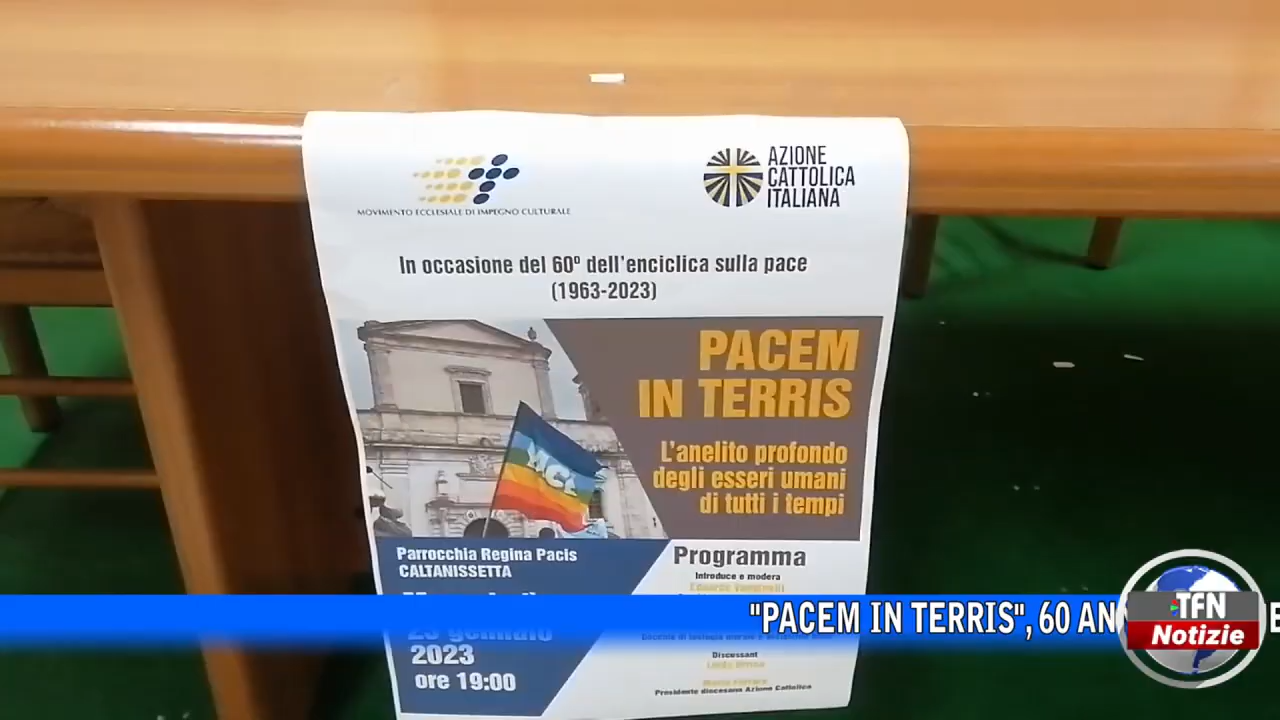 MOVIMENTO ECCLESIALE DI IMPEGNO CULTURALE
AZIONE
CATTOLICA
ITALIANA
In occasione del 60º dell'enciclica sulla pace
(1963-2023)
PACEM
IN TERRIS
L'anelito profondo
degli esseri umani
di tutti i tempi
Parrocchia Regina Pacis
CALTANISSETTA
gennaio
2023
ore 19:00
Programma
Introduce e modera
Discussant
Presidente diocesano Azione Cattolica
"PACEM IN TERRIS", 60
TFN
Notizie